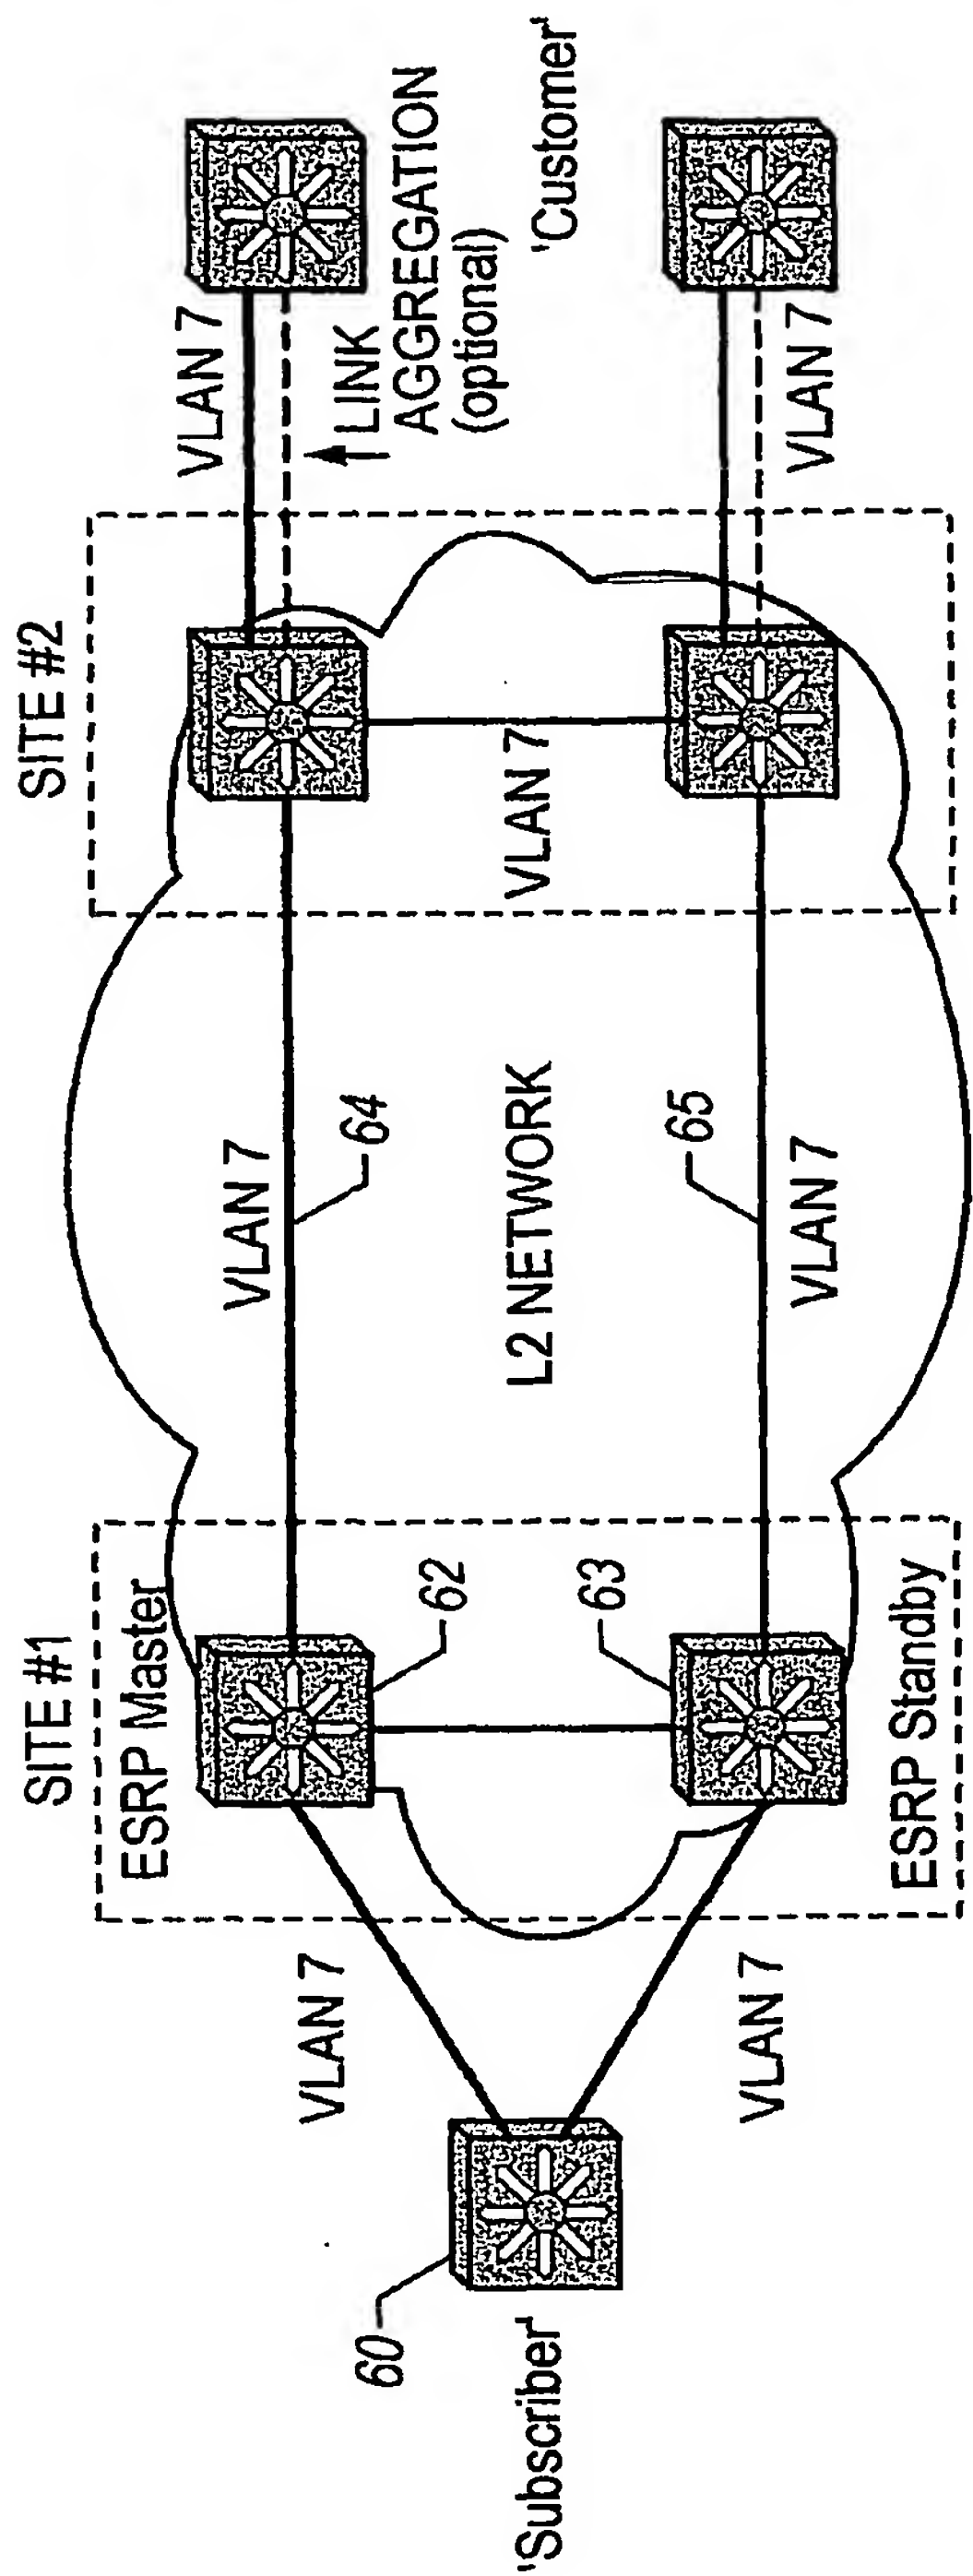 SITE #1
SITE #2
ESRP Master
VLAN 7
VLAN 7
VLAN 7
64
LINK
AGGREGATION
(optional)
62
60
'Subscriber'
L2 NETWORK
VLAN 7
'Customer'
63
65
VLAN 7
VLAN 7
VLAN 7
ESRP Standby